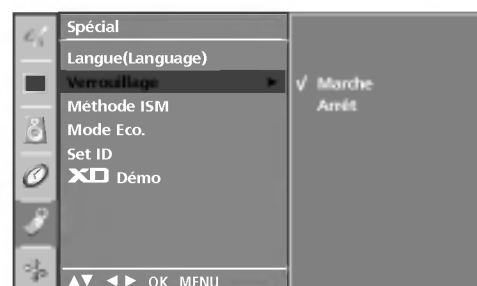 Spécial
Langue(Language)
Verrouillage ► √ Marche
Arrêt
Méthode ISM
Mode Eco.
Set ID
XD Démo
▲▼ ◄► OK MENU